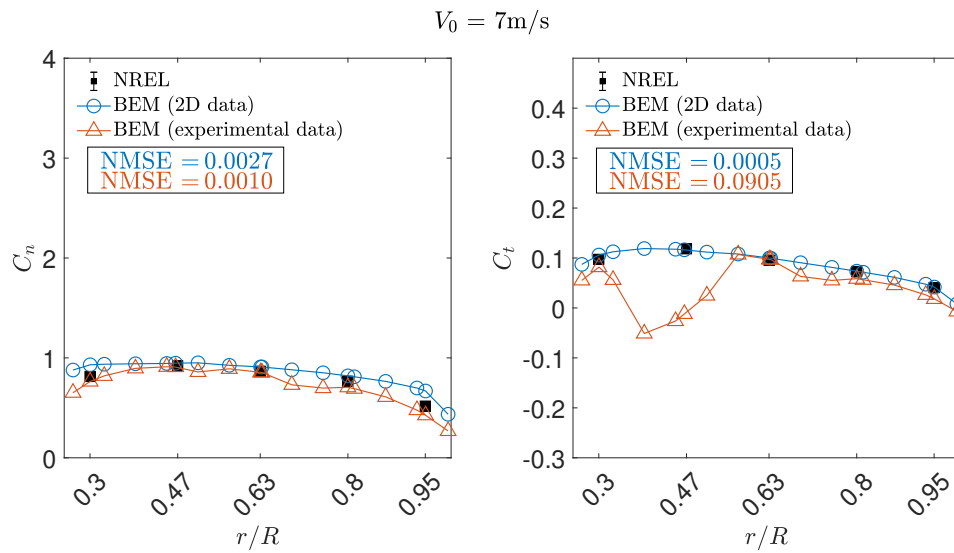 V₀ = 7m/s
NREL
BEM (2D data)
BEM (experimental data)
NMSE = 0.0027
NMSE = 0.0010
4
3
2
1
0
Cₙ
0.3 0.47 0.63 0.8 0.95
r/R
NREL
BEM (2D data)
BEM (experimental data)
NMSE = 0.0005
NMSE = 0.0905
0.4
0.3
0.2
0.1
0
-0.1
-0.2
-0.3
Cₜ
0.3 0.47 0.63 0.8 0.95
r/R